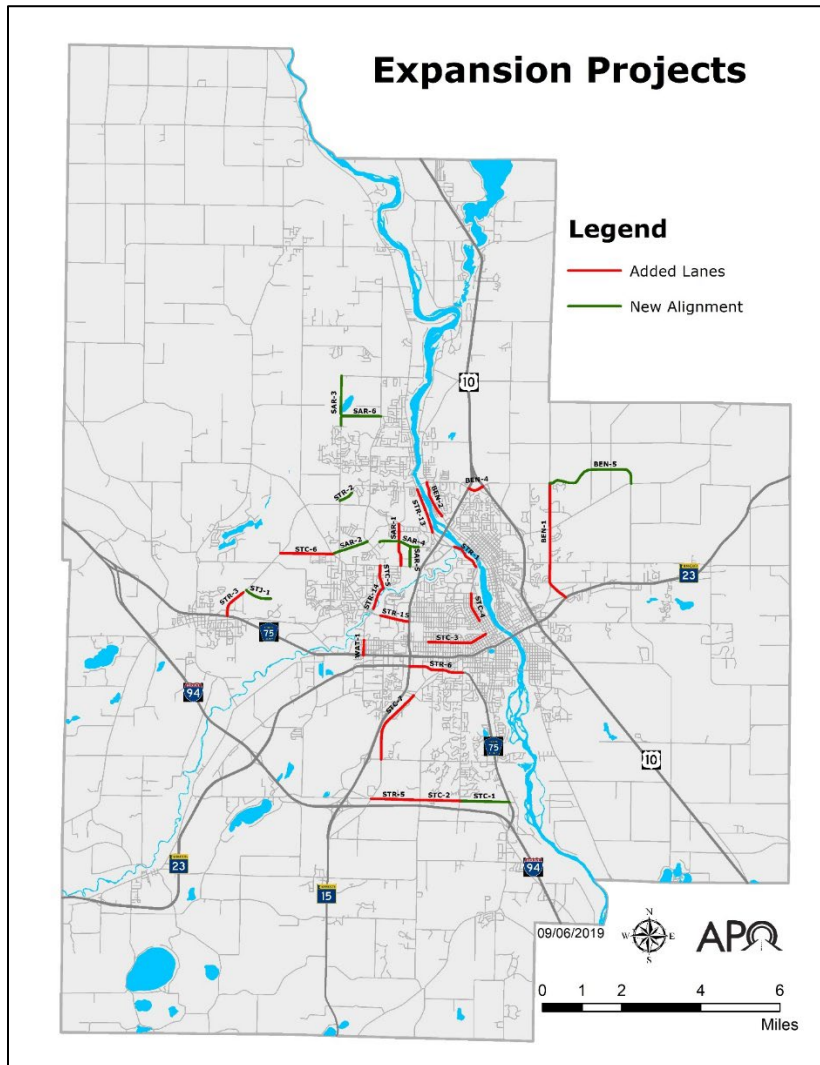 Expansion Projects
Legend
Added Lanes
New Alignment
10
SAR-3
SAR-6
BEN-5
BEN-4
BEN-2
STR-2
STR-13
BEN-1
SAR-1
SAR-2
SAR-4
STR-1
STC-6
SAR-5
STC-5
23
STR-3
STJ-1
STR-14
STC-4
STR-15
75
WAT-1
STC-3
STR-6
94
STC-7
75
10
STR-5
STC-2
STC-1
23
94
15
09/06/2019
N
W
E
S
APO
0 1 2 4 6
Miles